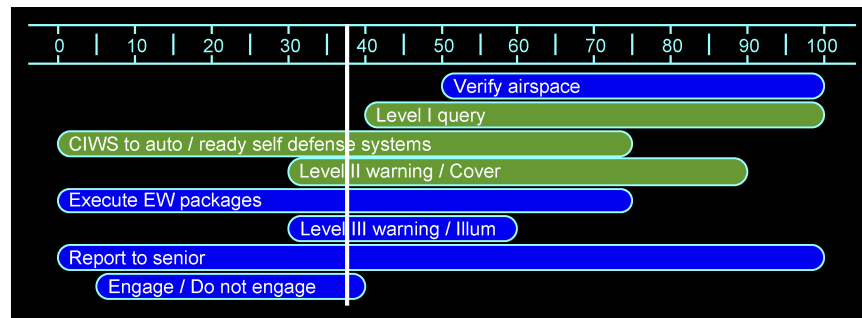 0 10 20 30 40 50 60 70 80 90 100
Verify airspace
Level I query
CIWS to auto / ready self defense systems
Level II warning / Cover
Execute EW packages
Level III warning / Illum
Report to senior
Engage / Do not engage